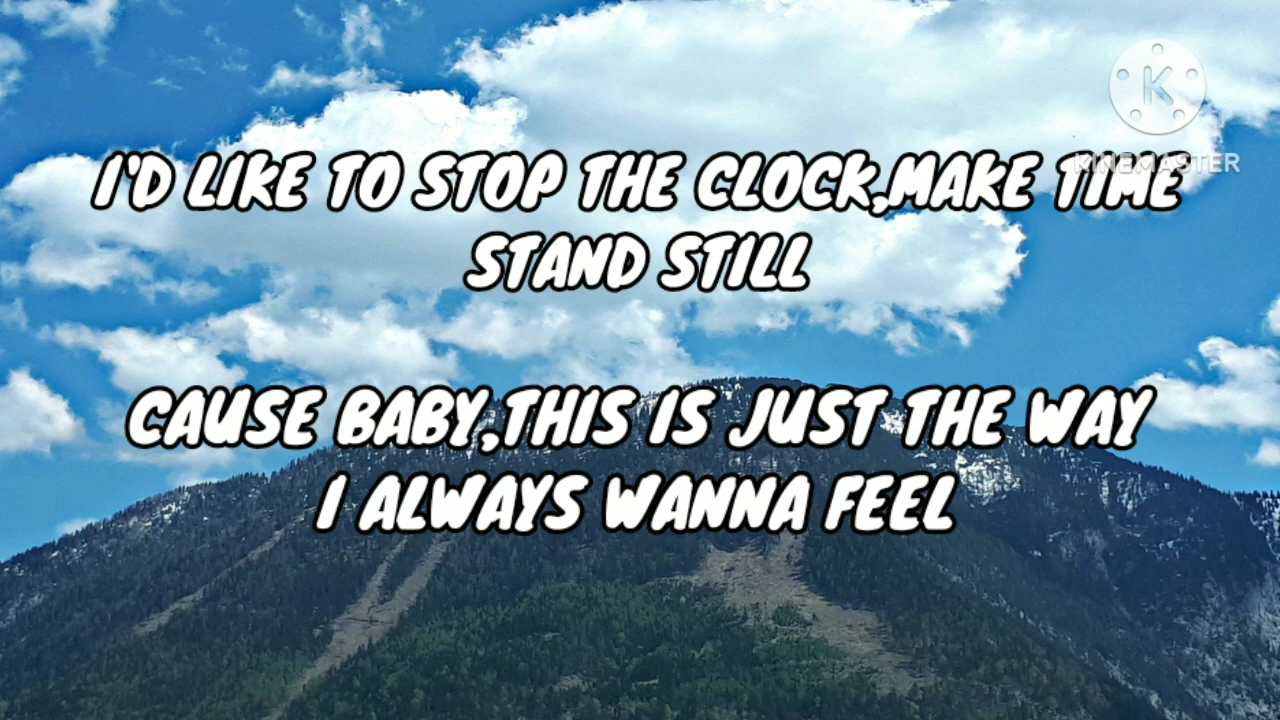 K
KINEMASTER
I'D LIKE TO STOP THE CLOCK,MAKE TIME
STAND STILL
CAUSE BABY,THIS IS JUST THE WAY
I ALWAYS WANNA FEEL